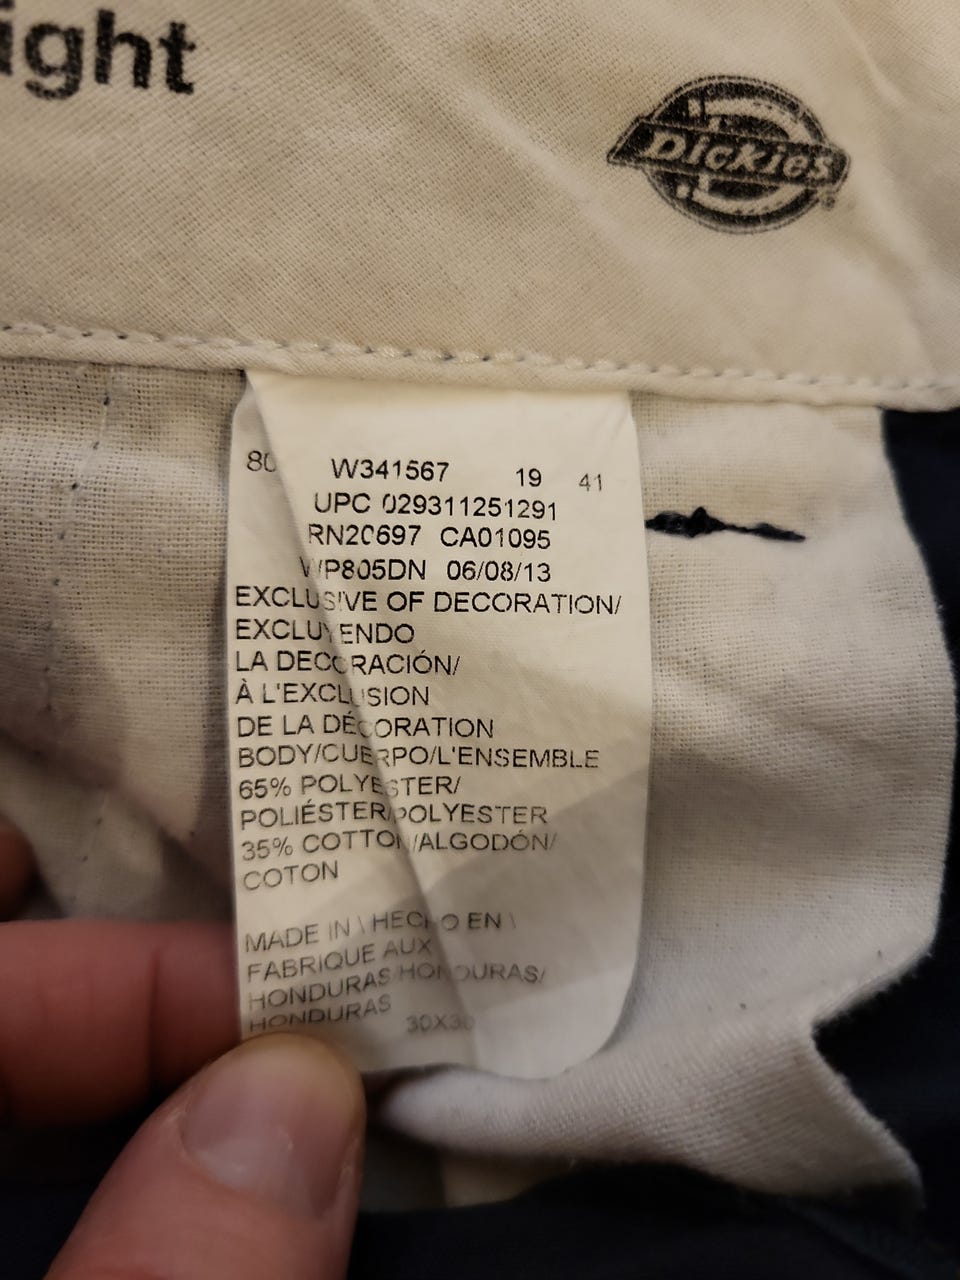 ight
Dickies
80 W341567 19 41
UPC 029311251291
RN20697 CA01095
WP805DN 06/08/13
EXCLUSIVE OF DECORATION/
EXCLUYENDO
LA DECORACIÓN/
À L'EXCLUSION
DE LA DÉCORATION
BODY/CUERPO/L'ENSEMBLE
65% POLYESTER/
POLIÉSTER/POLYESTER
35% COTTON/ALGODÓN/
COTON
MADE IN \ HECHO EN \
FABRIQUE AUX
HONDURAS/HONDURAS/
HONDURAS 30X30